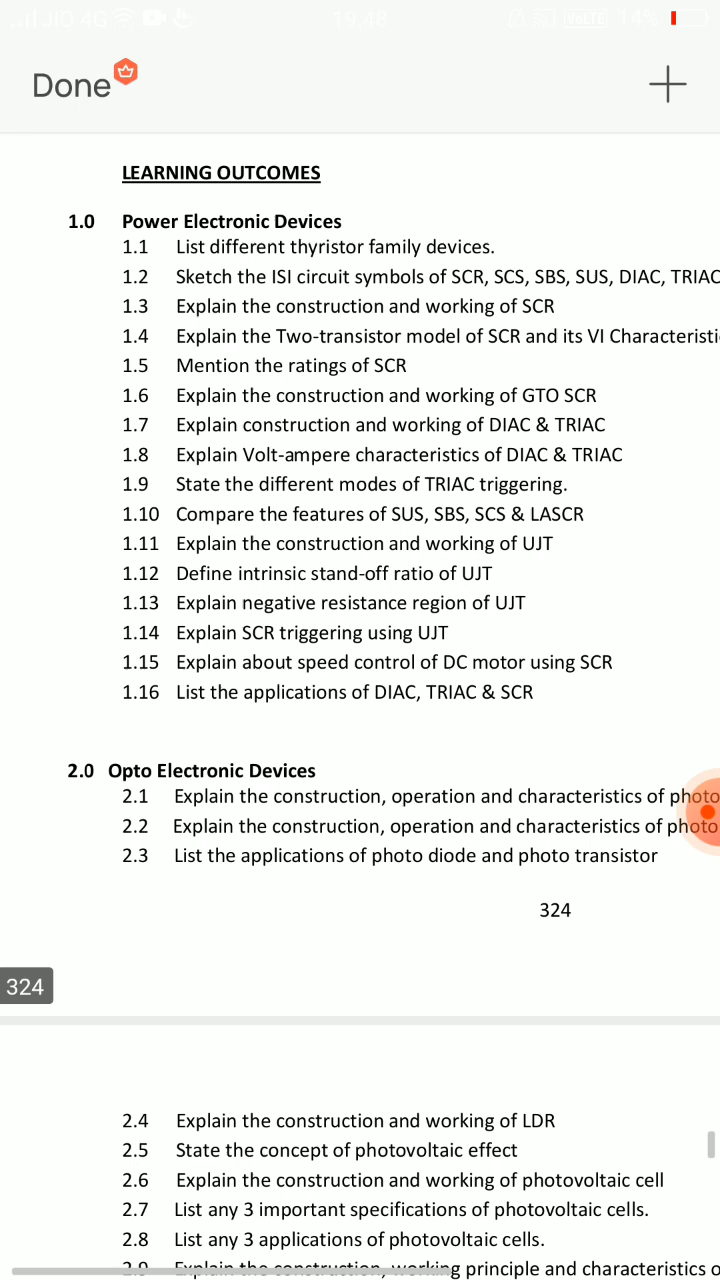 JIO 4G 19:48 VoLTE 14%
Done
LEARNING OUTCOMES
1.0 Power Electronic Devices
1.1 List different thyristor family devices.
1.2 Sketch the ISI circuit symbols of SCR, SCS, SBS, SUS, DIAC, TRIAC
1.3 Explain the construction and working of SCR
1.4 Explain the Two-transistor model of SCR and its VI Characteristi
1.5 Mention the ratings of SCR
1.6 Explain the construction and working of GTO SCR
1.7 Explain construction and working of DIAC & TRIAC
1.8 Explain Volt-ampere characteristics of DIAC & TRIAC
1.9 State the different modes of TRIAC triggering.
1.10 Compare the features of SUS, SBS, SCS & LASCR
1.11 Explain the construction and working of UJT
1.12 Define intrinsic stand-off ratio of UJT
1.13 Explain negative resistance region of UJT
1.14 Explain SCR triggering using UJT
1.15 Explain about speed control of DC motor using SCR
1.16 List the applications of DIAC, TRIAC & SCR
2.0 Opto Electronic Devices
2.1 Explain the construction, operation and characteristics of photo
2.2 Explain the construction, operation and characteristics of photo
2.3 List the applications of photo diode and photo transistor
324
324
2.4 Explain the construction and working of LDR
2.5 State the concept of photovoltaic effect
2.6 Explain the construction and working of photovoltaic cell
2.7 List any 3 important specifications of photovoltaic cells.
2.8 List any 3 applications of photovoltaic cells.
2.9 Explain the construction, working principle and characteristics o